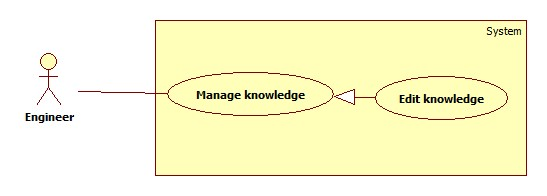 System
Manage knowledge
Edit knowledge
Engineer